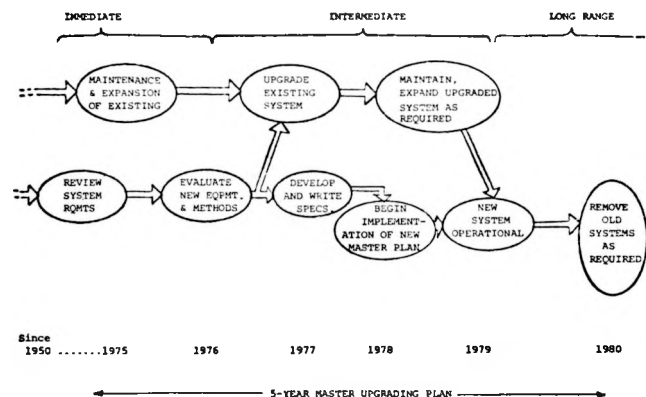 IMMEDIATE INTERMEDIATE LONG RANGE
MAINTENANCE
& EXPANSION
OF EXISTING
UPGRADE
EXISTING
SYSTEM
MAINTAIN,
EXPAND UPGRADED
SYSTEM AS
REQUIRED
REVIEW
SYSTEM
RQMTS
EVALUATE
NEW EQPMT.
& METHODS
DEVELOP
AND WRITE
SPECS.
BEGIN
IMPLEMENT-
ATION OF NEW
MASTER PLAN
NEW
SYSTEM
OPERATIONAL
REMOVE
OLD
SYSTEMS
AS
REQUIRED
Since
1950 .......1975 1976 1977 1978 1979 1980
5-YEAR MASTER UPGRADING PLAN